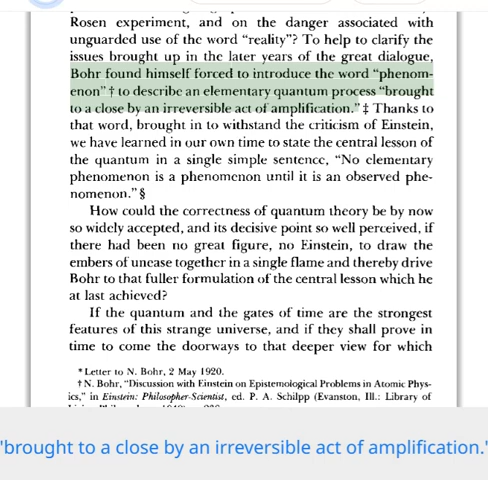 Rosen experiment, and on the danger associated with
unguarded use of the word “reality”? To help to clarify the
issues brought up in the later years of the great dialogue,
Bohr found himself forced to introduce the word “phenom-
enon”† to describe an elementary quantum process “brought
to a close by an irreversible act of amplification.”‡ Thanks to
that word, brought in to withstand the criticism of Einstein,
we have learned in our own time to state the central lesson of
the quantum in a single simple sentence, “No elementary
phenomenon is a phenomenon until it is an observed phe-
nomenon.”§
How could the correctness of quantum theory be by now
so widely accepted, and its decisive point so well perceived, if
there had been no great figure, no Einstein, to draw the
embers of unease together in a single flame and thereby drive
Bohr to that fuller formulation of the central lesson which he
at last achieved?
If the quantum and the gates of time are the strongest
features of this strange universe, and if they shall prove in
time to come the doorways to that deeper view for which
* Letter to N. Bohr, 2 May 1920.
† N. Bohr, “Discussion with Einstein on Epistemological Problems in Atomic Phys-
ics,” in Einstein: Philosopher-Scientist, ed. P. A. Schilpp (Evanston, Ill.: Library of
"brought to a close by an irreversible act of amplification."